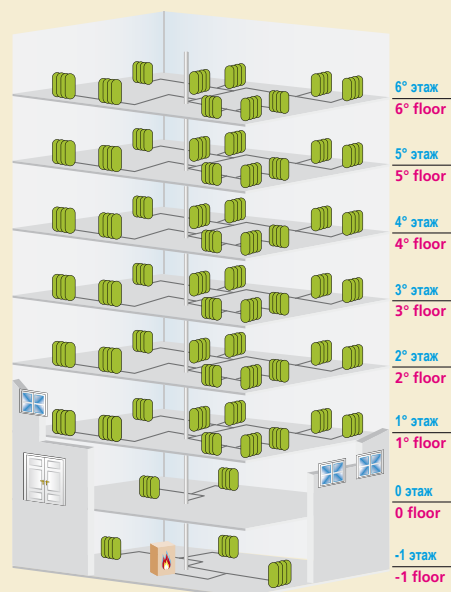 6° этаж
6° floor
5° этаж
5° floor
4° этаж
4° floor
3° этаж
3° floor
2° этаж
2° floor
1° этаж
1° floor
0 этаж
0 floor
-1 этаж
-1 floor